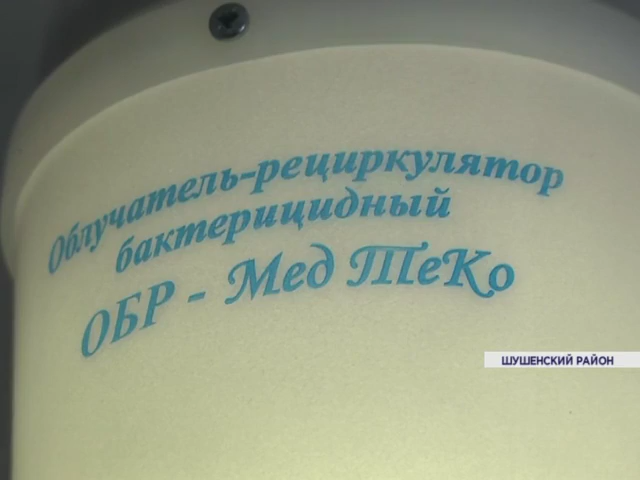 Облучатель-рециркулятор
бактерицидный
ОБР - Мед ТеКо
ШУШЕНСКИЙ РАЙОН